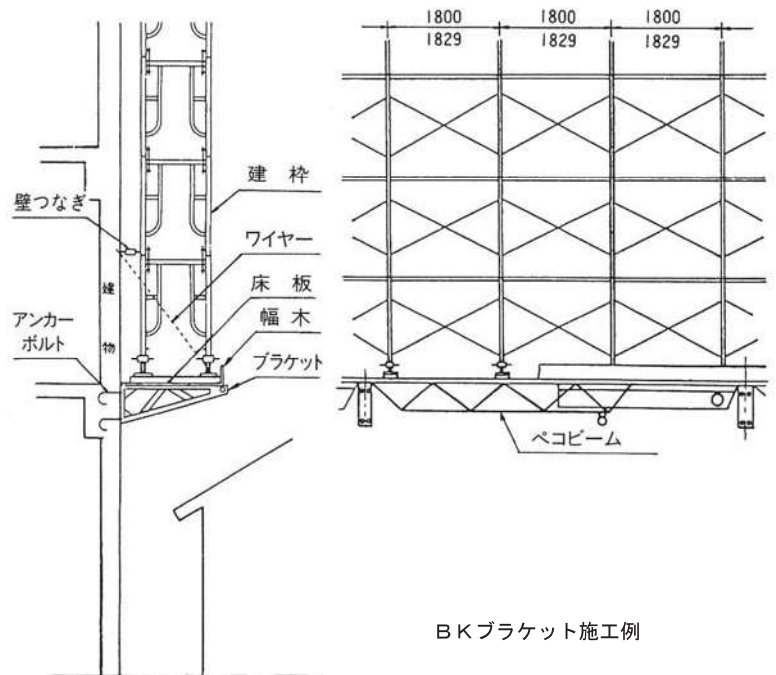 1800 1800 1800
1829 1829 1829
建枠
壁つなぎ
ワイヤー
床板
建物
幅木
アンカー
ボルト
ブラケット
ペコビーム
BKブラケット施工例